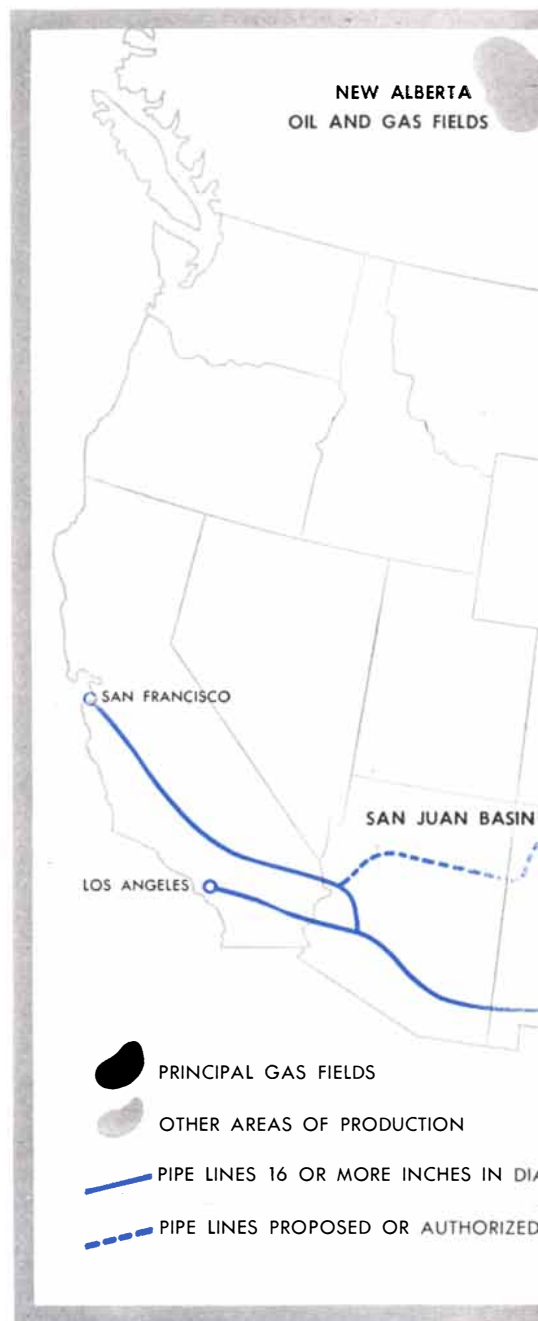 NEW ALBERTA
OIL AND GAS FIELDS
SAN FRANCISCO
SAN JUAN BASIN
LOS ANGELES
PRINCIPAL GAS FIELDS
OTHER AREAS OF PRODUCTION
PIPE LINES 16 OR MORE INCHES IN DIA
PIPE LINES PROPOSED OR AUTHORIZED